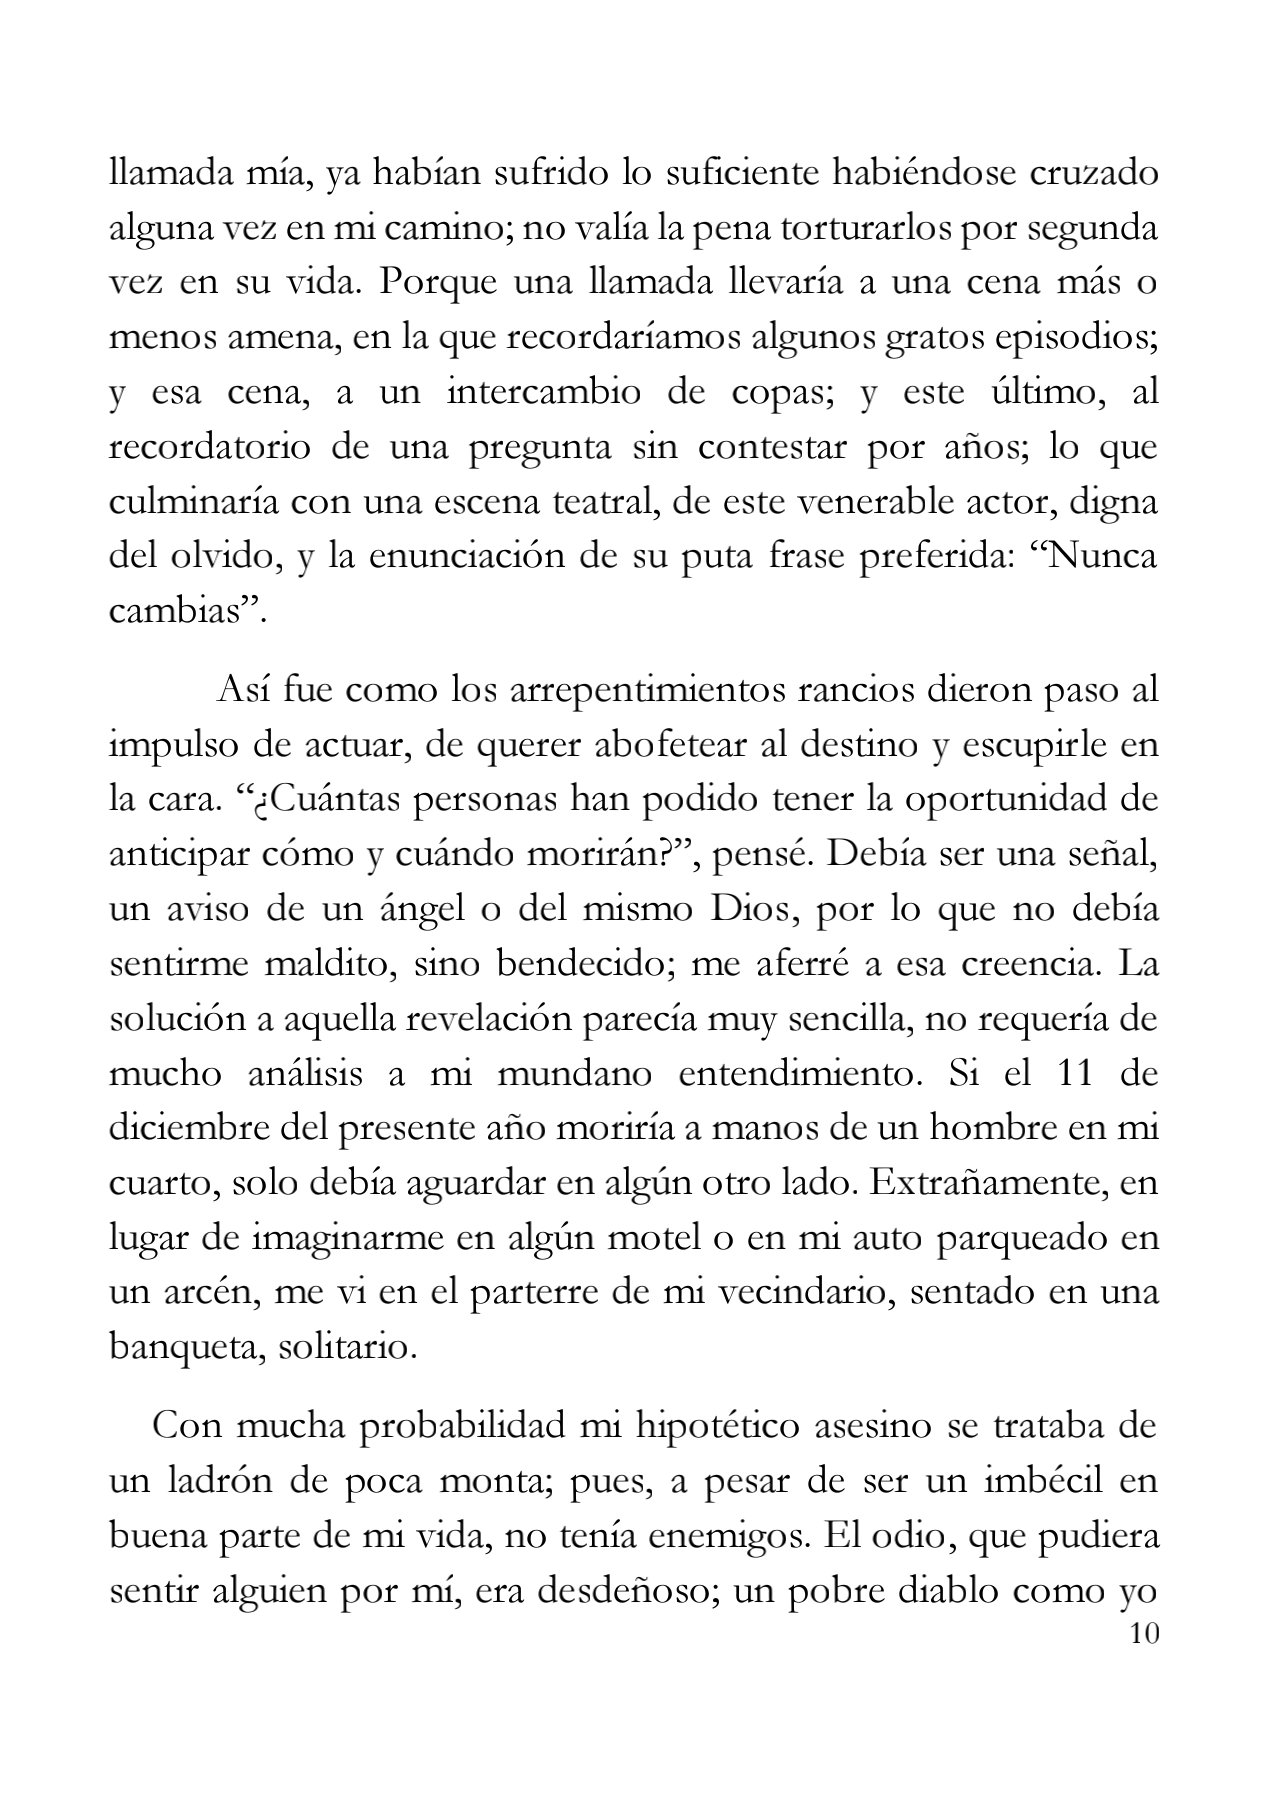 llamada mía, ya habían sufrido lo suficiente habiéndose cruzado
alguna vez en mi camino; no valía la pena torturarlos por segunda
vez en su vida. Porque una llamada llevaría a una cena más o
menos amena, en la que recordaríamos algunos gratos episodios;
y esa cena, a un intercambio de copas; y este último, al
recordatorio de una pregunta sin contestar por años; lo que
culminaría con una escena teatral, de este venerable actor, digna
del olvido, y la enunciación de su puta frase preferida: “Nunca
cambias”.
Así fue como los arrepentimientos rancios dieron paso al
impulso de actuar, de querer abofetear al destino y escupirle en
la cara. “¿Cuántas personas han podido tener la oportunidad de
anticipar cómo y cuándo morirán?”, pensé. Debía ser una señal,
un aviso de un ángel o del mismo Dios, por lo que no debía
sentirme maldito, sino bendecido; me aferré a esa creencia. La
solución a aquella revelación parecía muy sencilla, no requería de
mucho análisis a mi mundano entendimiento. Si el 11 de
diciembre del presente año moriría a manos de un hombre en mi
cuarto, solo debía aguardar en algún otro lado. Extrañamente, en
lugar de imaginarme en algún motel o en mi auto parqueado en
un arcén, me vi en el parterre de mi vecindario, sentado en una
banqueta, solitario.
Con mucha probabilidad mi hipotético asesino se trataba de
un ladrón de poca monta; pues, a pesar de ser un imbécil en
buena parte de mi vida, no tenía enemigos. El odio, que pudiera
sentir alguien por mí, era desdeñoso; un pobre diablo como yo
10